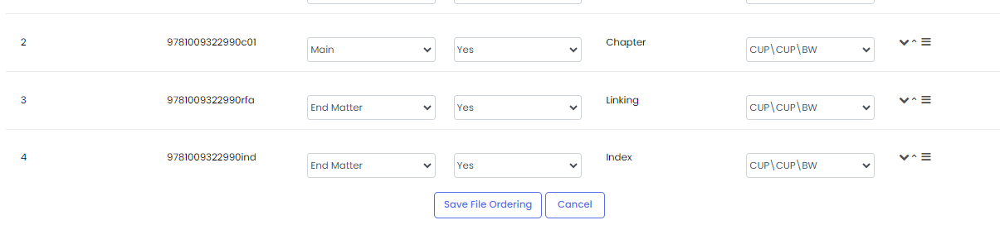 2 9781009322990c01 Main Yes Chapter CUP\CUP\BW
3 9781009322990rfa End Matter Yes Linking CUP\CUP\BW
4 9781009322990ind End Matter Yes Index CUP\CUP\BW
Save File Ordering Cancel